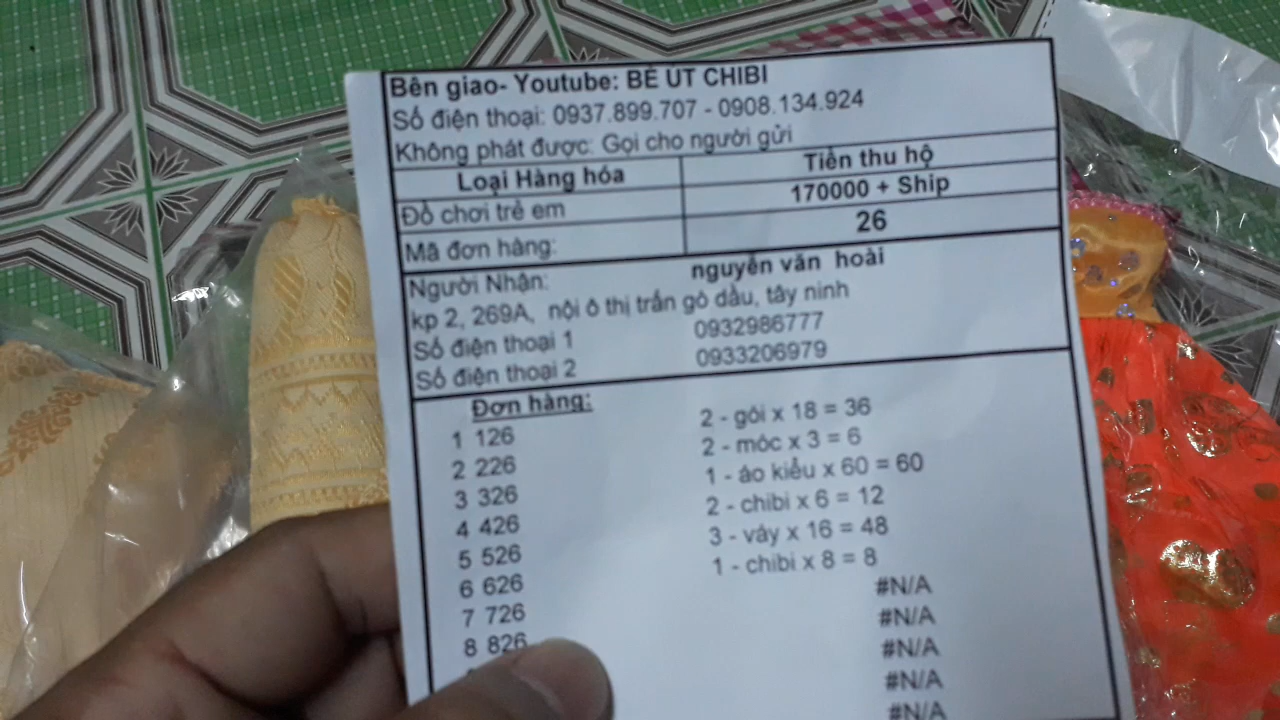 Bên giao- Youtube: BÉ ÚT CHIBI
Số điện thoại: 0937.899.707 - 0908.134.924
Không phát được: Gọi cho người gửi
Loại Hàng hóa Tiền thu hộ
Đồ chơi trẻ em 170000 + Ship
Mã đơn hàng: 26
Người Nhận: nguyễn văn hoài
kp 2, 269A, nội ô thị trấn gò dầu, tây ninh
Số điện thoại 1 0932986777
Số điện thoại 2 0933206979
Đơn hàng:
1 126 2 - gói x 18 = 36
2 226 2 - móc x 3 = 6
3 326 1 - áo kiểu x 60 = 60
4 426 2 - chibi x 6 = 12
5 526 3 - váy x 16 = 48
6 626 1 - chibi x 8 = 8
7 726 #N/A
8 826 #N/A
#N/A
#N/A
#N/A